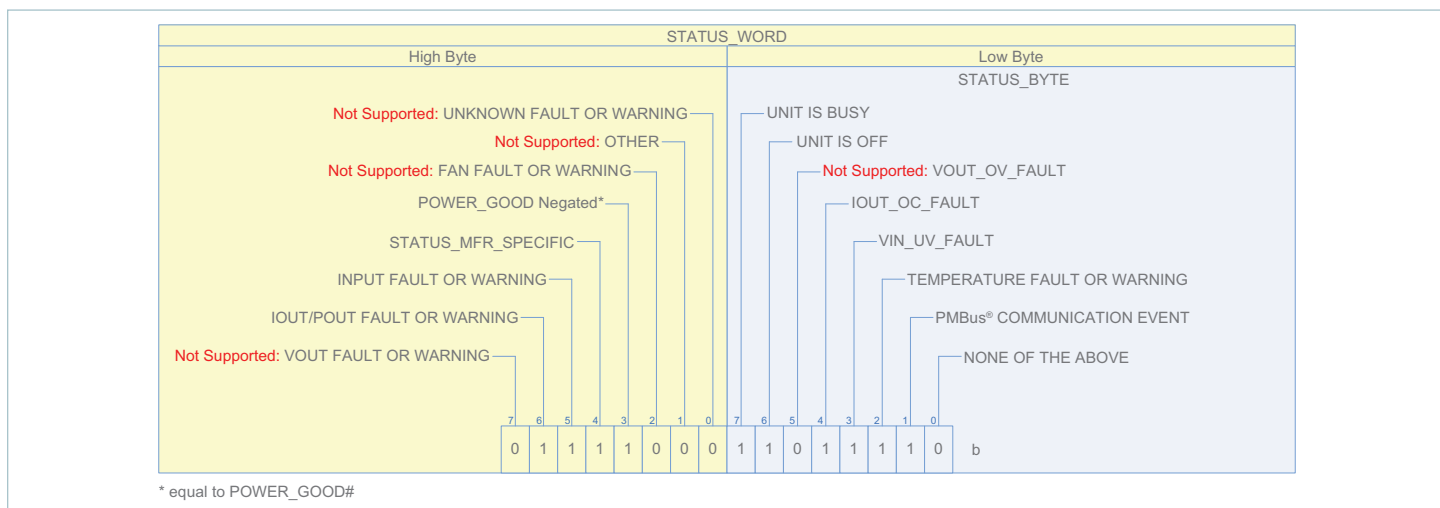 STATUS_WORD
High Byte
Low Byte
STATUS_BYTE
Not Supported: UNKNOWN FAULT OR WARNING
UNIT IS BUSY
Not Supported: OTHER
UNIT IS OFF
Not Supported: FAN FAULT OR WARNING
Not Supported: VOUT_OV_FAULT
POWER_GOOD Negated*
IOUT_OC_FAULT
STATUS_MFR_SPECIFIC
VIN_UV_FAULT
INPUT FAULT OR WARNING
TEMPERATURE FAULT OR WARNING
IOUT/POUT FAULT OR WARNING
PMBus® COMMUNICATION EVENT
Not Supported: VOUT FAULT OR WARNING
NONE OF THE ABOVE
7 6 5 4 3 2 1 0 7 6 5 4 3 2 1 0
0 1 1 1 1 0 0 0 1 1 0 1 1 1 1 0 b
* equal to POWER_GOOD#